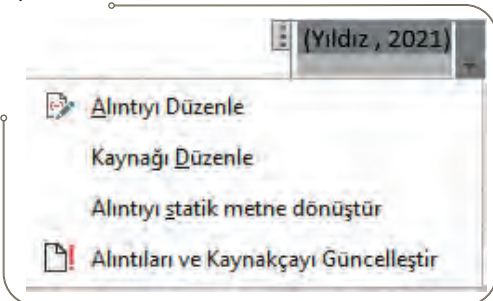 (Yıldız , 2021)
Alıntıyı Düzenle
Kaynağı Düzenle
Alıntıyı statik metne dönüştür
Alıntıları ve Kaynakçayı Güncelleştir